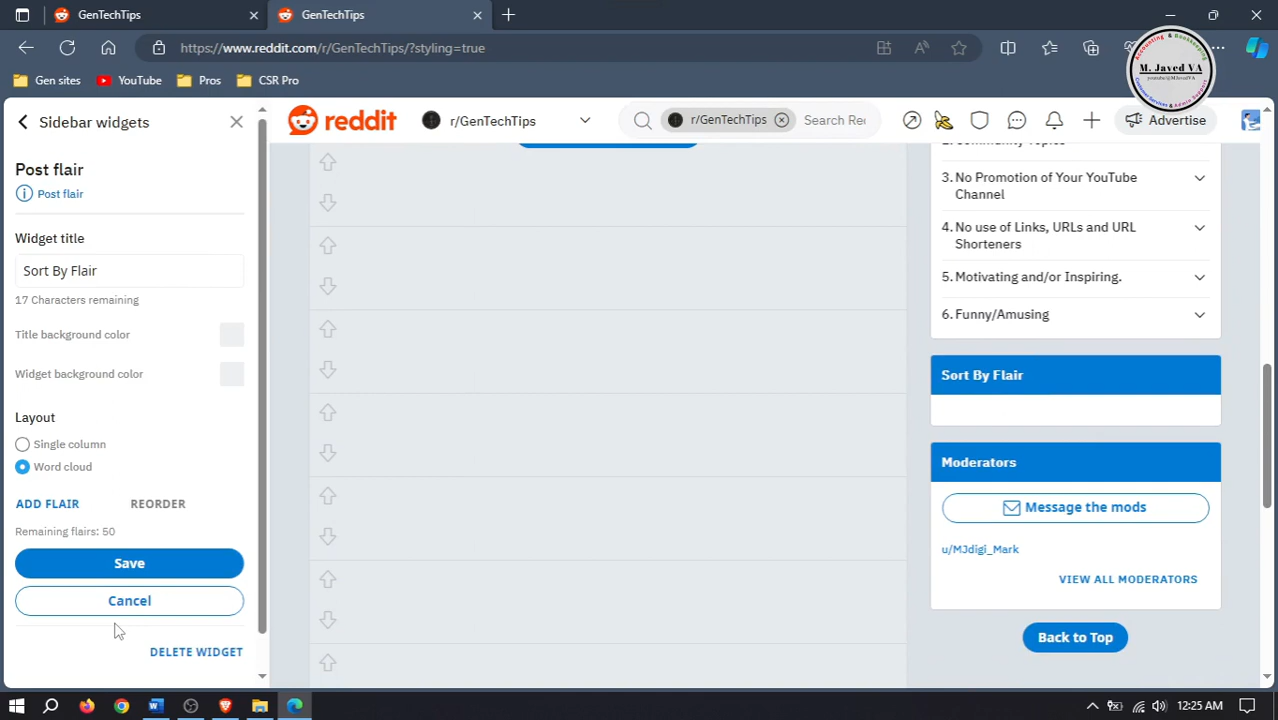 GenTechTips
GenTechTips
https://www.reddit.com/r/GenTechTips/?styling=true
Gen sites
YouTube
Pros
CSR Pro
M. Javed VA
Sidebar widgets
reddit
r/GenTechTips
r/GenTechTips
Search Re
Advertise
Post flair
Post flair
Widget title
Sort By Flair
17 Characters remaining
Title background color
Widget background color
Layout
Single column
Word cloud
ADD FLAIR
REORDER
Remaining flairs: 50
Save
Cancel
DELETE WIDGET
3. No Promotion of Your YouTube
Channel
4. No use of Links, URLs and URL
Shorteners
5. Motivating and/or Inspiring.
6. Funny/Amusing
Sort By Flair
Moderators
Message the mods
u/MJdigi_Mark
VIEW ALL MODERATORS
Back to Top
12:25 AM